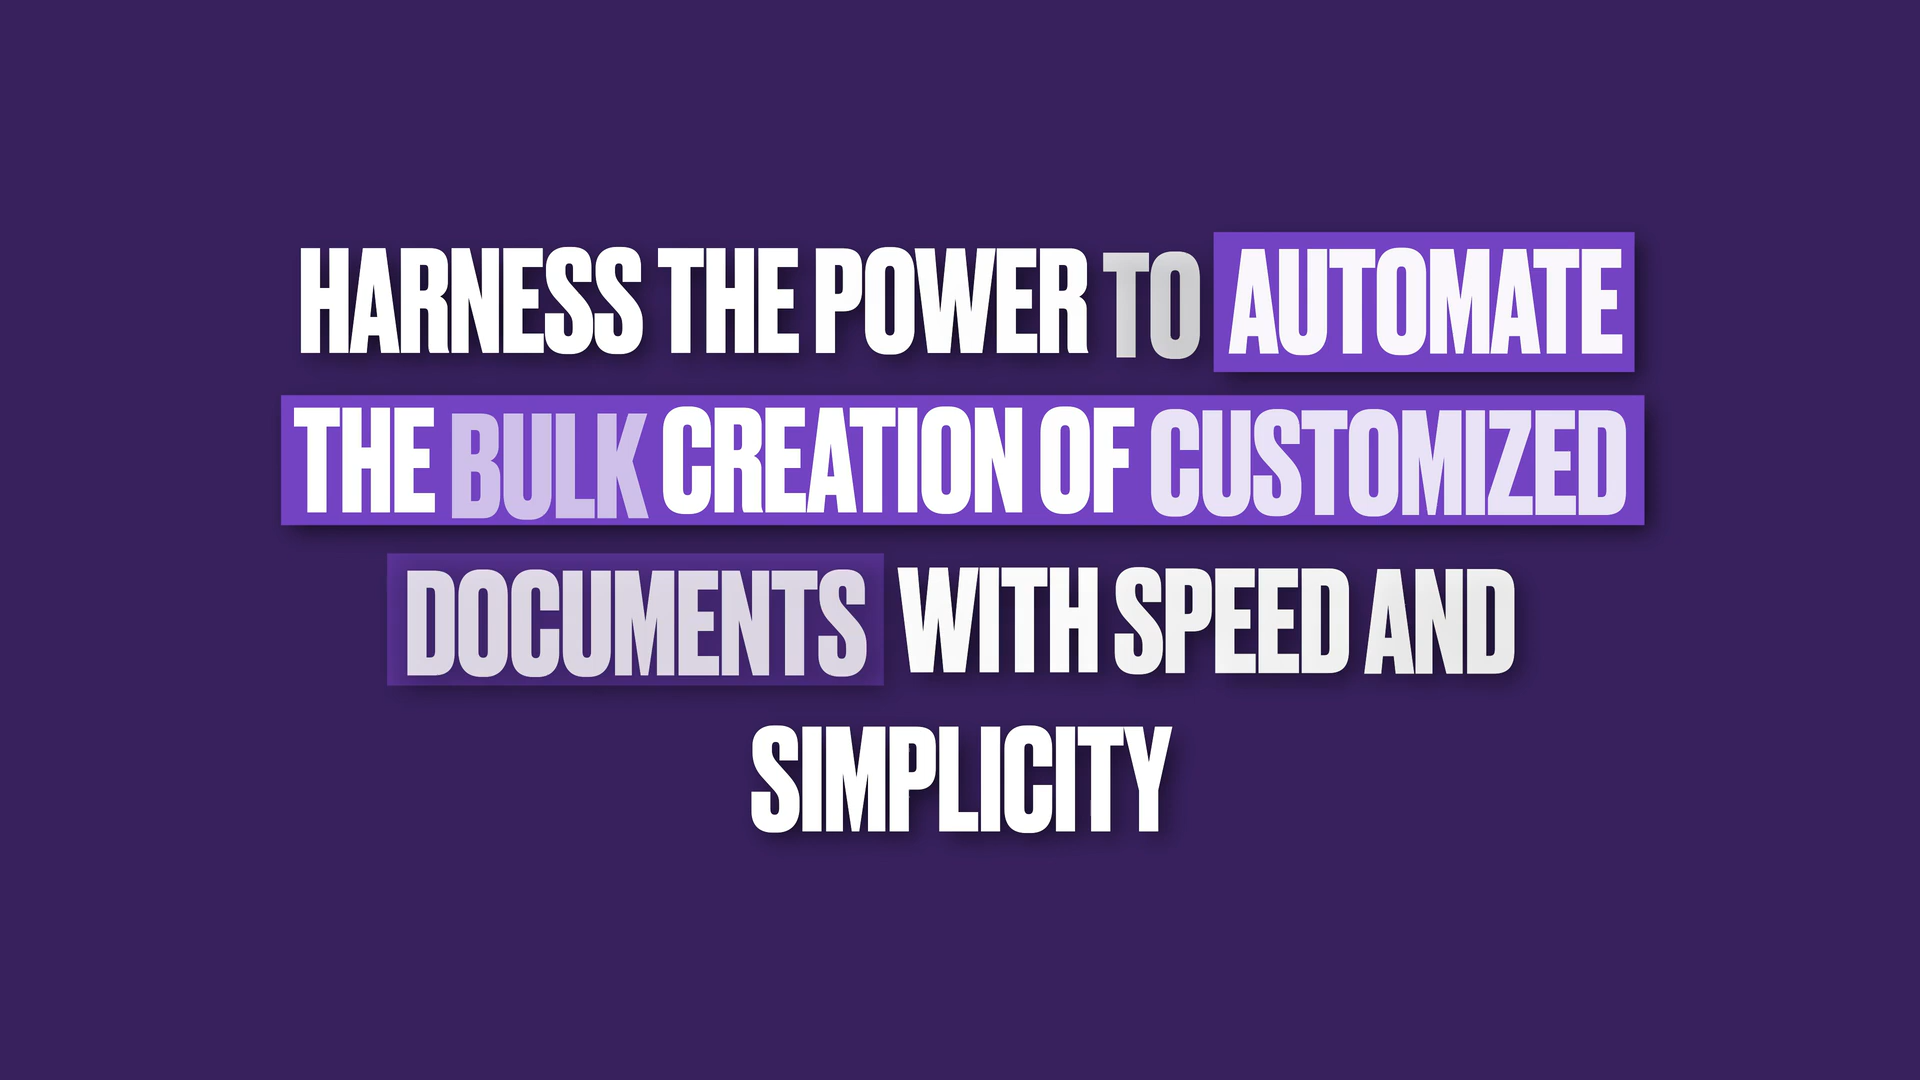 HARNESS THE POWER TO AUTOMATE
THE BULK CREATION OF CUSTOMIZED
DOCUMENTS WITH SPEED AND
SIMPLICITY